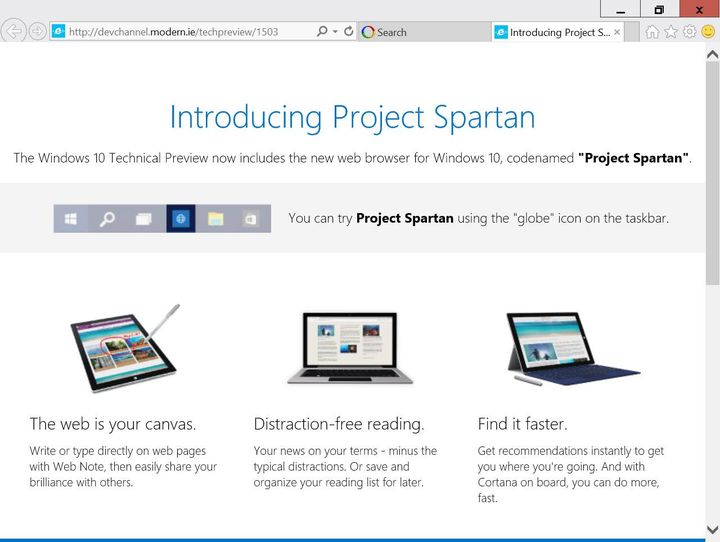 http://devchannel.modern.ie/techpreview/1503
Search
Introducing Project S...
Introducing Project Spartan
The Windows 10 Technical Preview now includes the new web browser for Windows 10, codenamed "Project Spartan".
You can try Project Spartan using the "globe" icon on the taskbar.
The web is your canvas.
Write or type directly on web pages
with Web Note, then easily share your
brilliance with others.
Distraction-free reading.
Your news on your terms - minus the
typical distractions. Or save and
organize your reading list for later.
Find it faster.
Get recommendations instantly to get
you where you're going. And with
Cortana on board, you can do more,
fast.